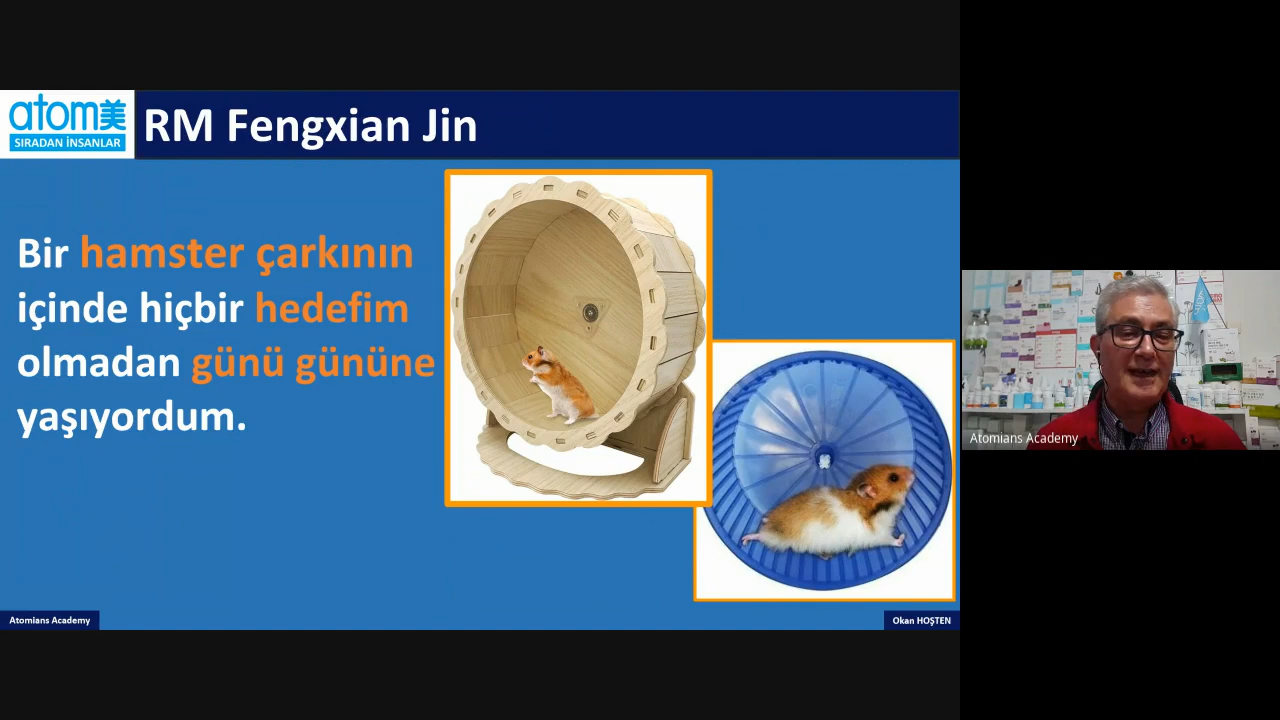 atom美
SIRADAN İNSANLAR
RM Fengxian Jin
Bir hamster çarkının
içinde hiçbir hedefim
olmadan günü gününe
yaşıyordum.
Atomians Academy
Okan HOŞTEN
Atomians Academy